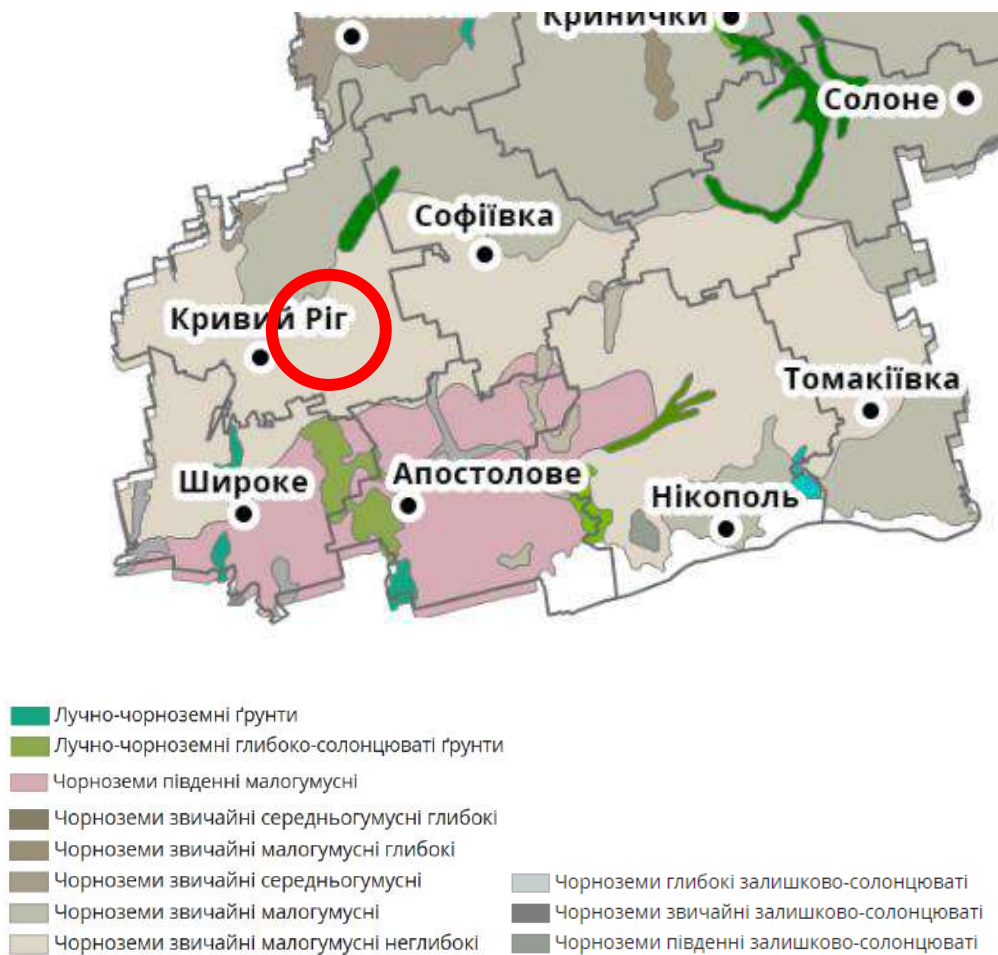 Кринички
Солоне
Софіївка
Кривий Ріг
Томаківка
Широке
Апостолове
Нікополь
Лучно-чорноземні ґрунти
Лучно-чорноземні глибоко-солонцюваті ґрунти
Чорноземи південні малогумусні
Чорноземи звичайні середньогумусні глибокі
Чорноземи звичайні малогумусні глибокі
Чорноземи звичайні середньогумусні
Чорноземи звичайні малогумусні
Чорноземи звичайні малогумусні неглибокі
Чорноземи глибокі залишково-солонцюваті
Чорноземи звичайні залишково-солонцюваті
Чорноземи південні залишково-солонцюваті